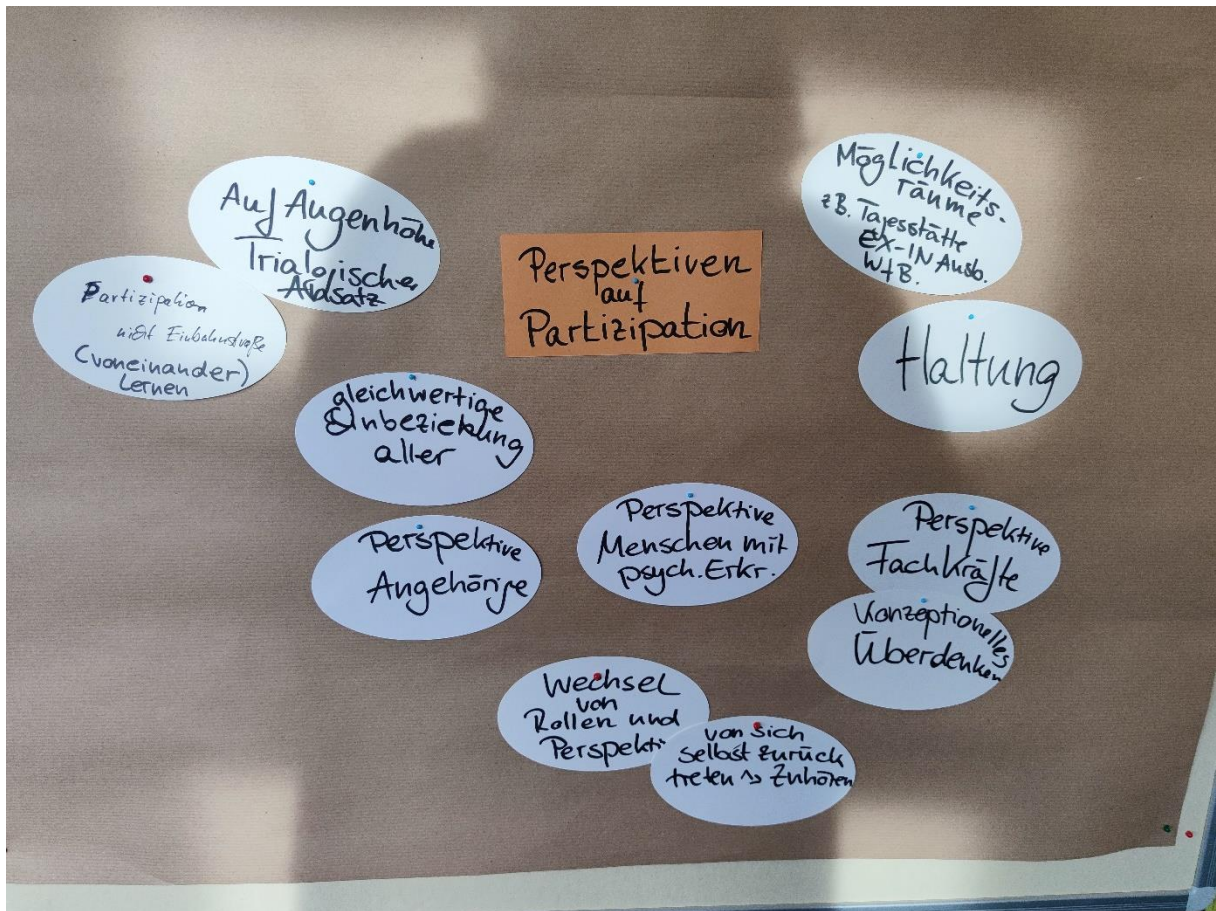 Perspektiven
auf
Partizipation
Auf Augenhöhe
Trialogischer
Ansatz
Partizipation
nicht Einbahnstraße
(voneinander)
Lernen
gleichwertige
Einbeziehung
aller
Perspektive
Angehörige
Perspektive
Menschen mit
psych. Erkr.
Möglichkeits-
räume
z.B. Tagesstätte
EX-IN Ausb.
WfB.
Haltung
Perspektive
Fachkräfte
Konzeptionelles
Überdenken
Wechsel
von
Rollen und
Perspekti
von sich
selbst zurück
treten ~> Zuhören